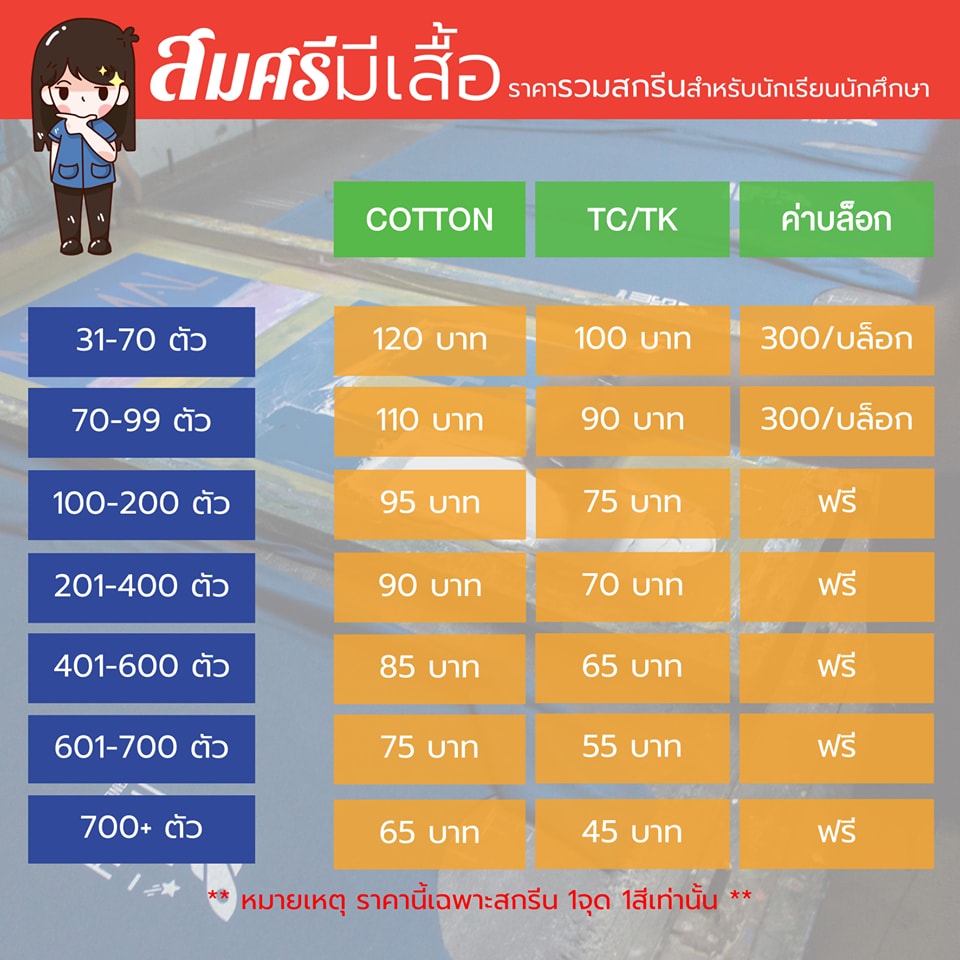 สมศรีมีเสื้อ ราคารวมสกรีนสำหรับนักเรียนนักศึกษา
COTTON TC/TK ค่าบล็อก
31-70 ตัว 120 บาท 100 บาท 300/บล็อก
70-99 ตัว 110 บาท 90 บาท 300/บล็อก
100-200 ตัว 95 บาท 75 บาท ฟรี
201-400 ตัว 90 บาท 70 บาท ฟรี
401-600 ตัว 85 บาท 65 บาท ฟรี
601-700 ตัว 75 บาท 55 บาท ฟรี
700+ ตัว 65 บาท 45 บาท ฟรี
** หมายเหตุ ราคานี้เฉพาะสกรีน 1จุด 1สีเท่านั้น **